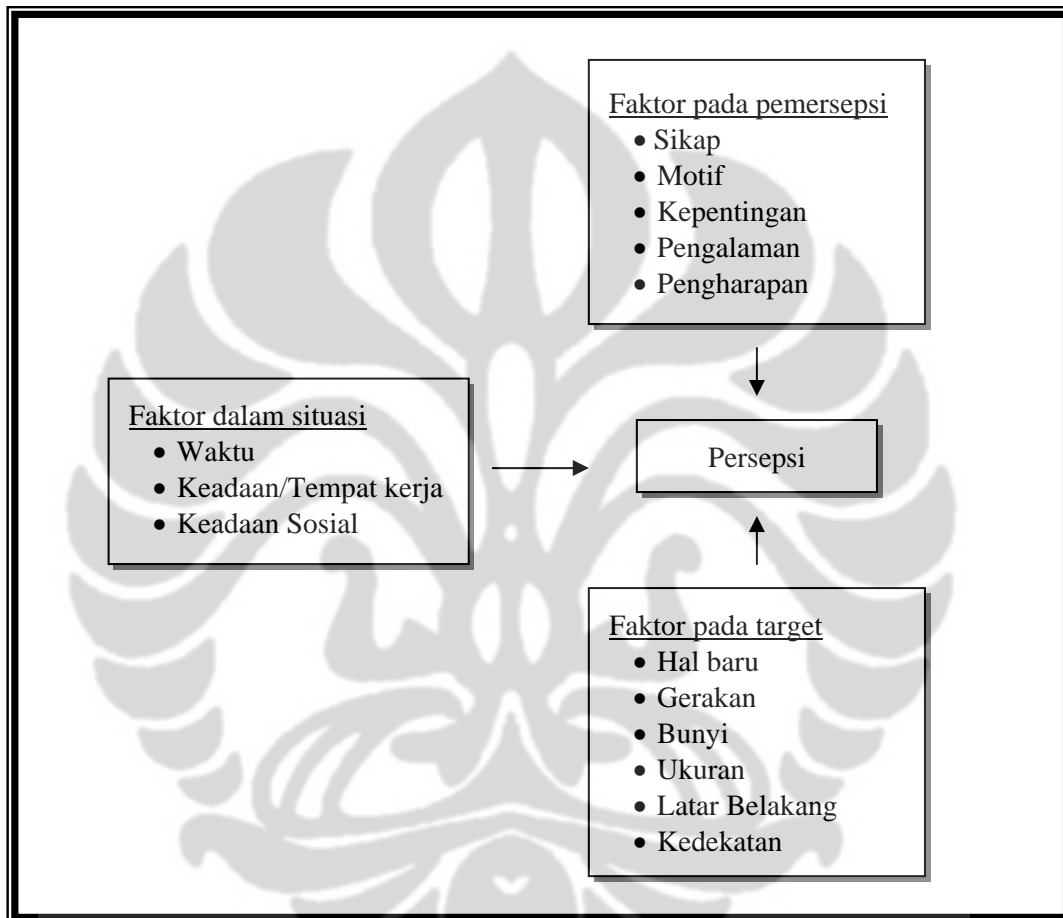 Faktor pada pemersepsi
• Sikap
• Motif
• Kepentingan
• Pengalaman
• Pengharapan
Faktor dalam situasi
• Waktu
• Keadaan/Tempat kerja
• Keadaan Sosial
Persepsi
Faktor pada target
• Hal baru
• Gerakan
• Bunyi
• Ukuran
• Latar Belakang
• Kedekatan